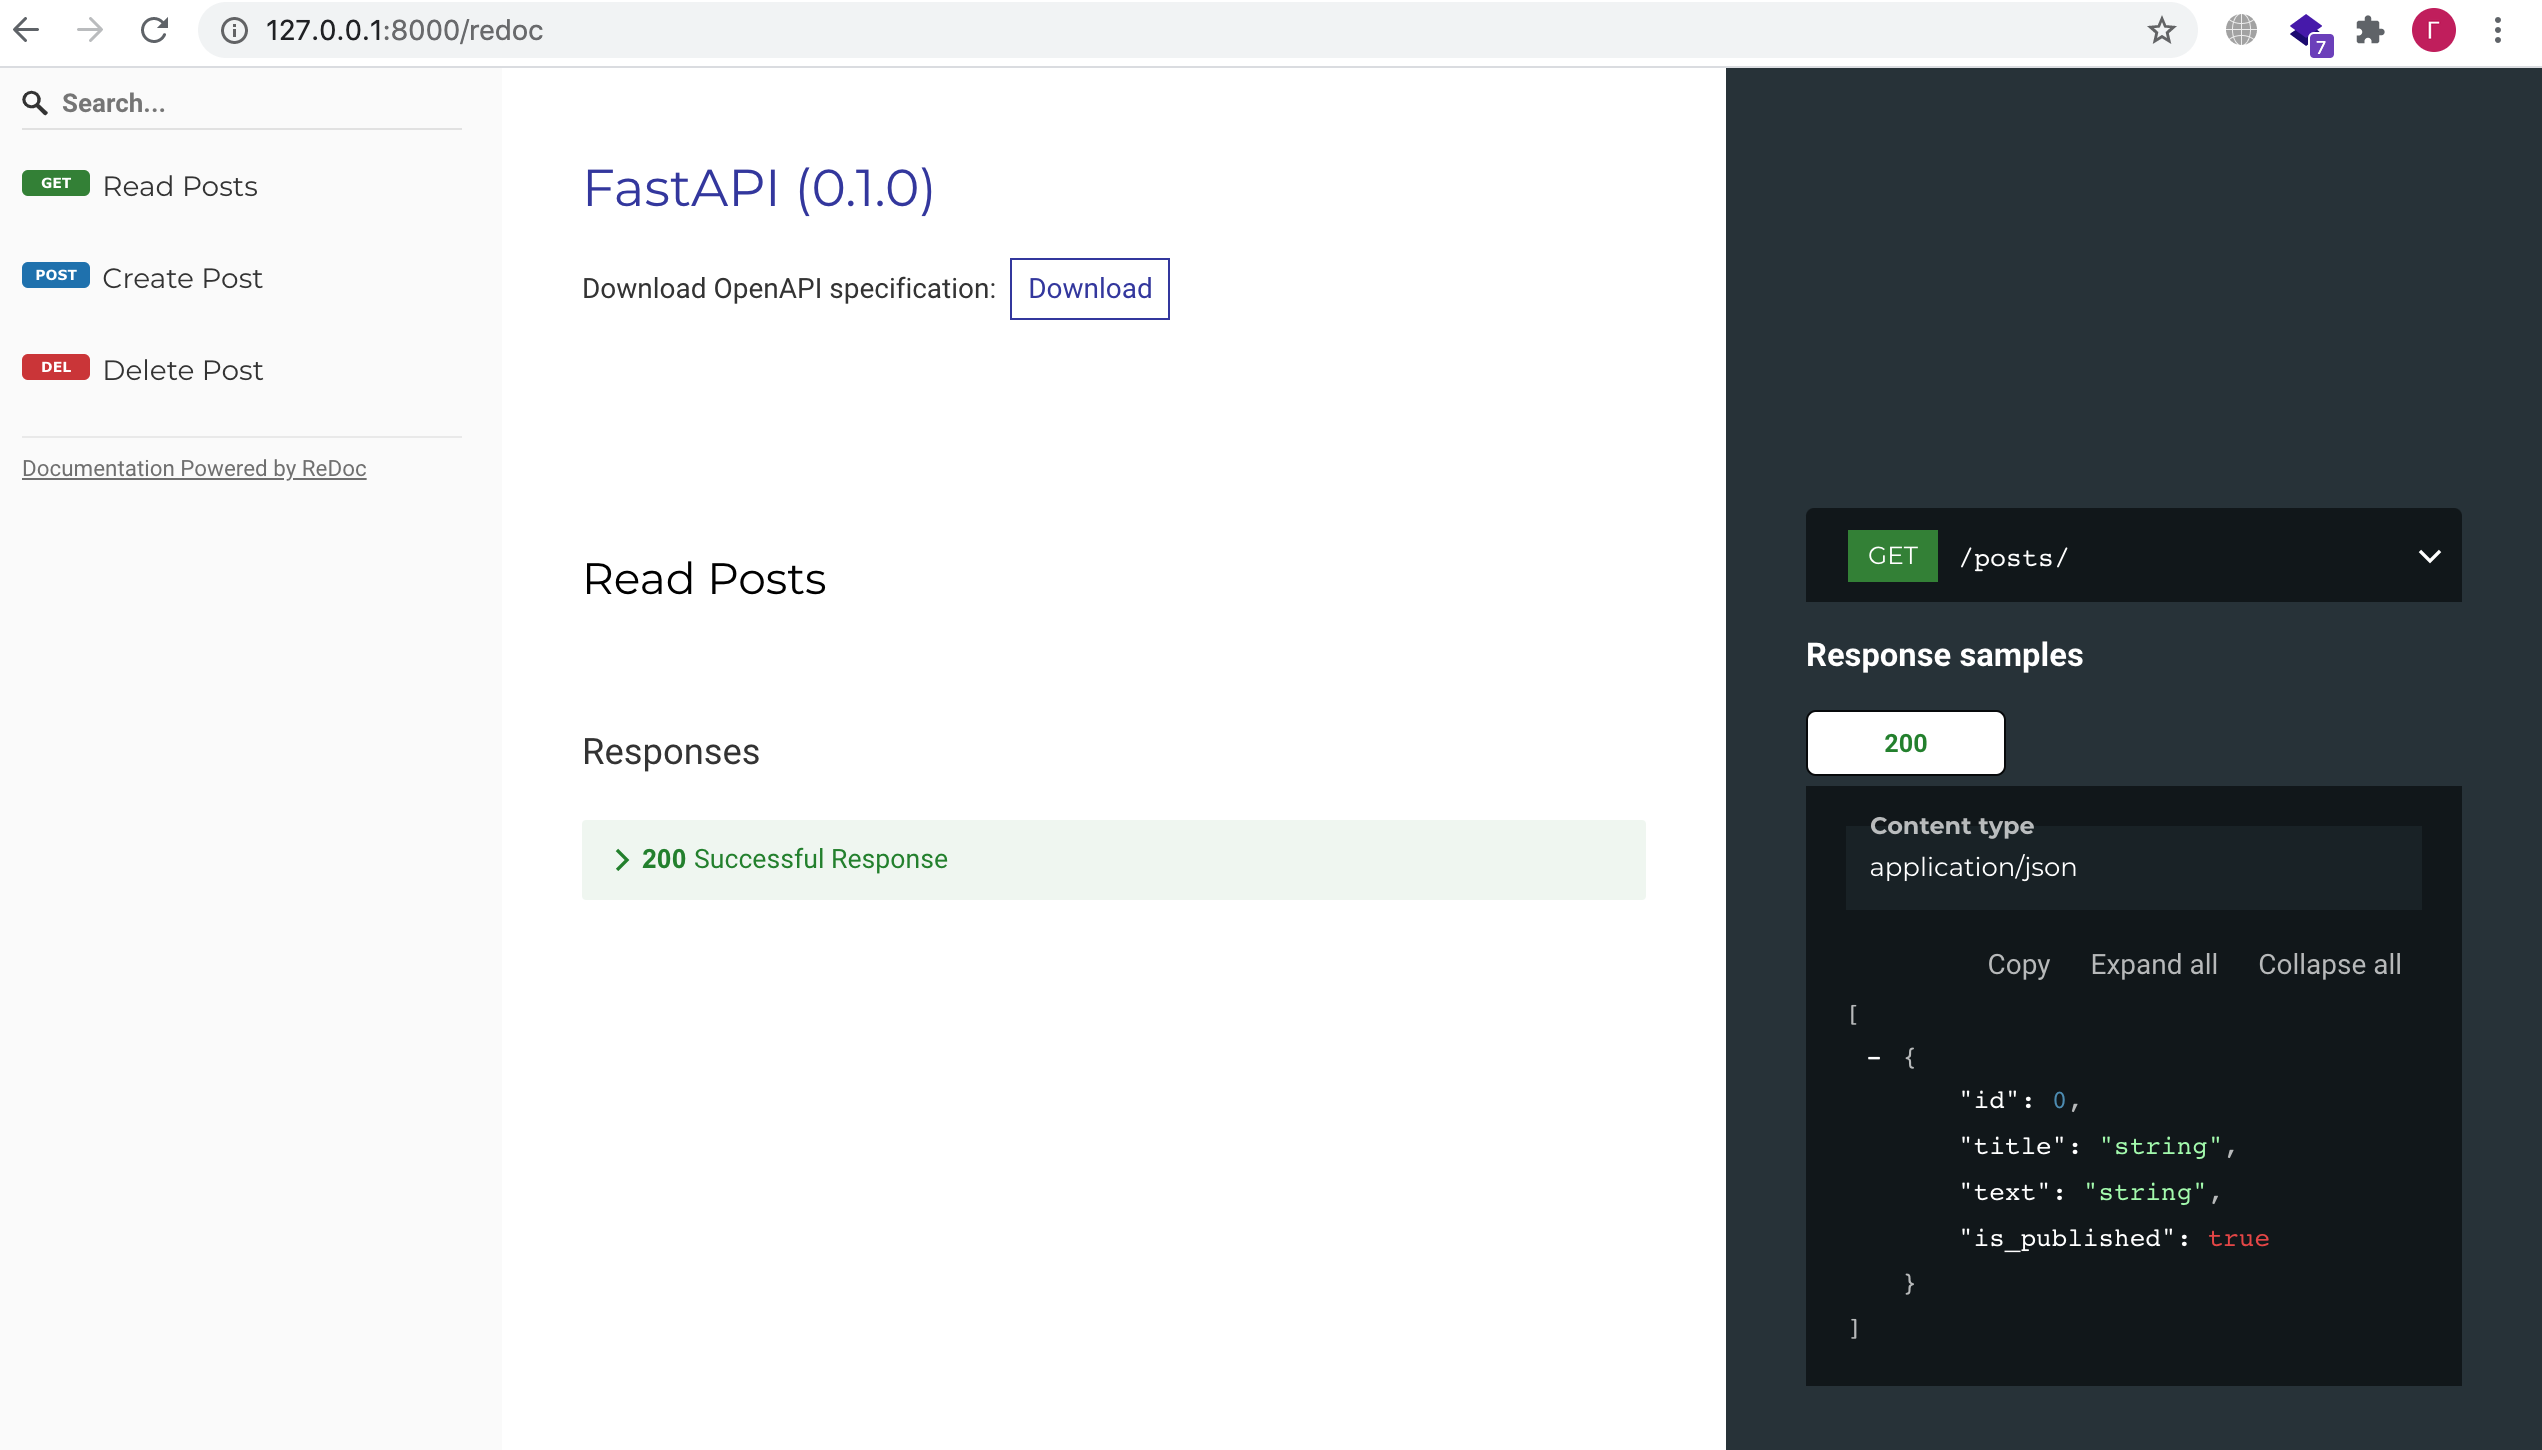 127.0.0.1:8000/redoc
7
Г
Search...
GET Read Posts
POST Create Post
DEL Delete Post
Documentation Powered by ReDoc
FastAPI (0.1.0)
Download OpenAPI specification: Download
Read Posts
Responses
200 Successful Response
GET /posts/
Response samples
200
Content type
application/json
Copy Expand all Collapse all
[
- {
"id": 0,
"title": "string",
"text": "string",
"is_published": true
}
]